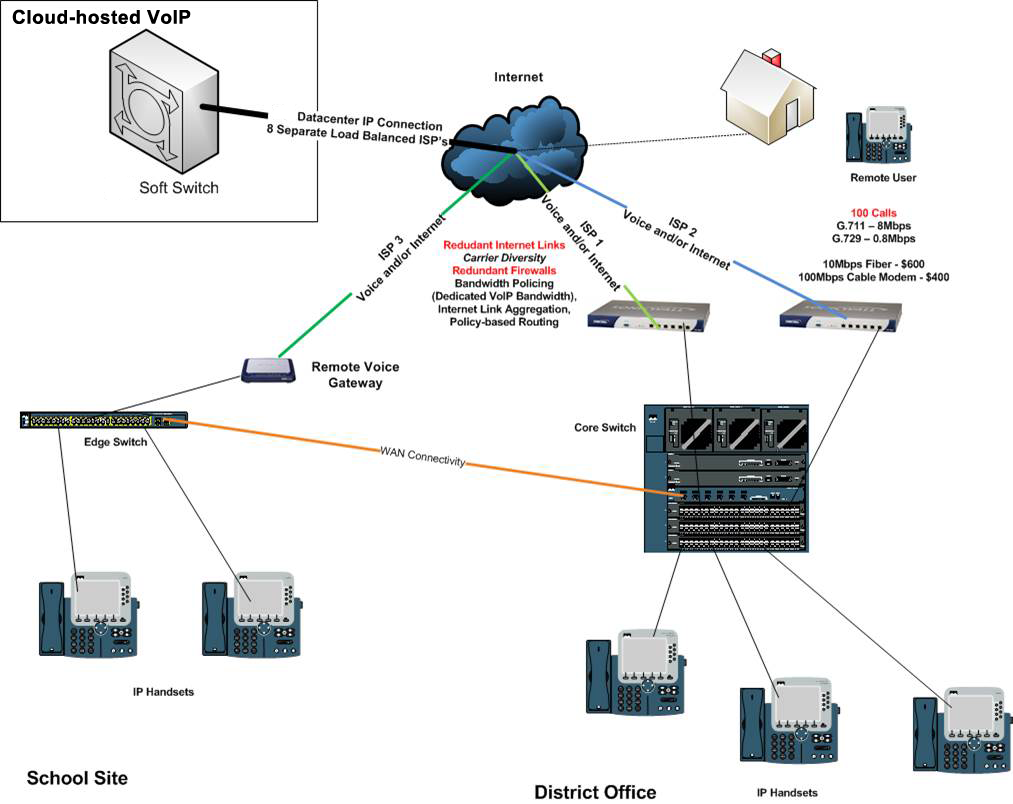 Cloud-hosted VoIP
Internet
Datacenter IP Connection
8 Separate Load Balanced ISP's
Soft Switch
Remote User
100 Calls
G.711 – 8Mbps
G.729 – 0.8Mbps
10Mbps Fiber - $600
100Mbps Cable Modem - $400
ISP 3
Voice and/or Internet
ISP 1
Voice and/or Internet
ISP 2
Voice and/or Internet
Redudant Internet Links
Carrier Diversity
Redundant Firewalls
Bandwidth Policing
(Dedicated VoIP Bandwidth),
Internet Link Aggregation,
Policy-based Routing
Remote Voice
Gateway
Edge Switch
Core Switch
WAN Connectivity
IP Handsets
School Site
District Office
IP Handsets